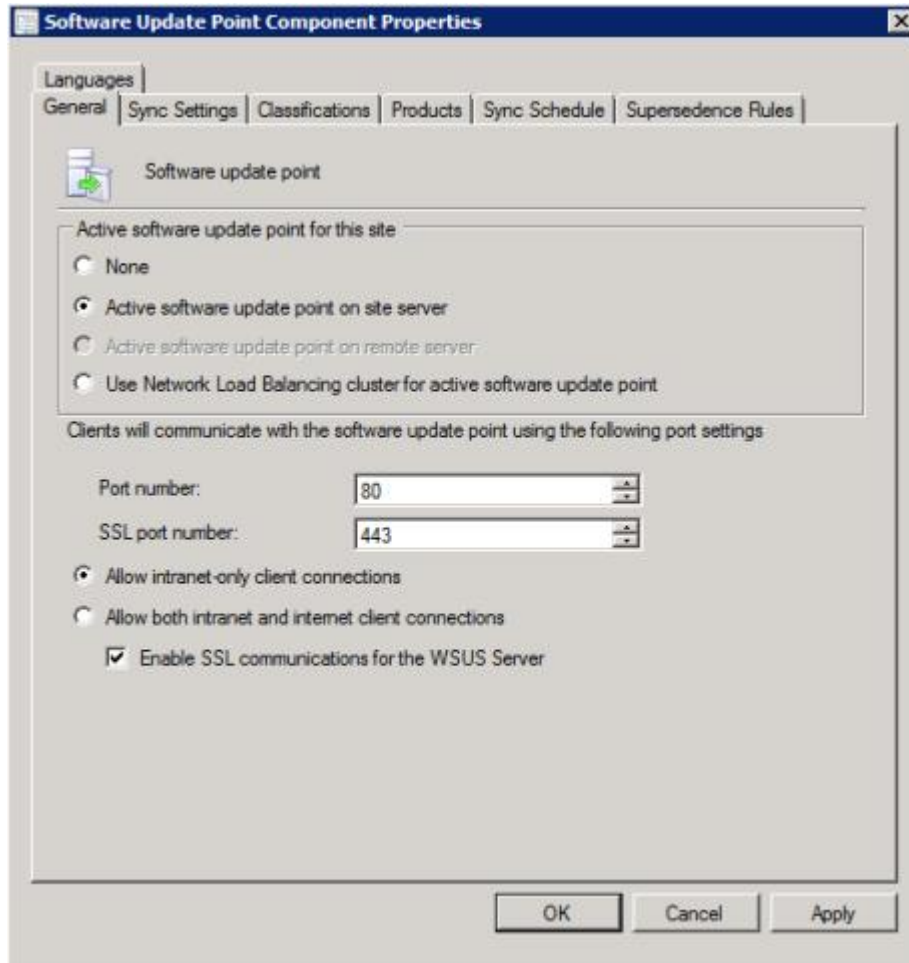 Software Update Point Component Properties
Languages
General Sync Settings Classifications Products Sync Schedule Supersedence Rules
Software update point
Active software update point for this site
None
Active software update point on site server
Active software update point on remote server
Use Network Load Balancing cluster for active software update point
Clients will communicate with the software update point using the following port settings
Port number: 80
SSL port number: 443
Allow intranet-only client connections
Allow both intranet and internet client connections
Enable SSL communications for the WSUS Server
OK Cancel Apply